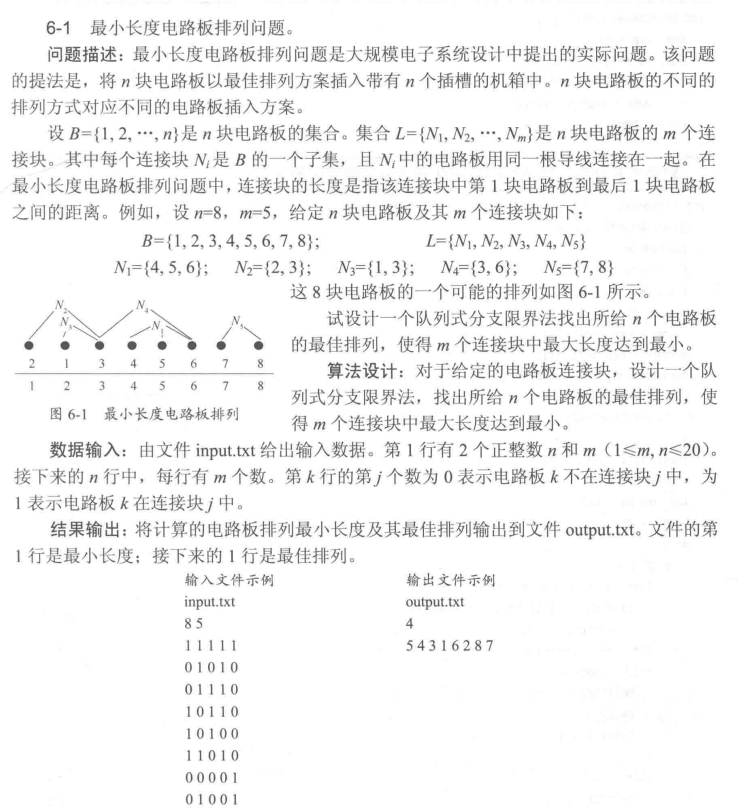 6-1 最小长度电路板排列问题。
问题描述：最小长度电路板排列问题是大规模电子系统设计中提出的实际问题。该问题
的提法是，将 n 块电路板以最佳排列方案插入带有 n 个插槽的机箱中。n 块电路板的不同的
排列方式对应不同的电路板插入方案。
设 B={1, 2, …, n}是 n 块电路板的集合。集合 L={N₁, N₂, …, Nₘ}是 n 块电路板的 m 个连
接块。其中每个连接块 Nᵢ是 B 的一个子集，且 Nᵢ中的电路板用同一根导线连接在一起。在
最小长度电路板排列问题中，连接块的长度是指该连接块中第 1 块电路板到最后 1 块电路板
之间的距离。例如，设 n=8，m=5，给定 n 块电路板及其 m 个连接块如下：
B={1, 2, 3, 4, 5, 6, 7, 8}; L={N₁, N₂, N₃, N₄, N₅}
N₁={4, 5, 6}; N₂={2, 3}; N₃={1, 3}; N₄={3, 6}; N₅={7, 8}
这 8 块电路板的一个可能的排列如图 6-1 所示。
试设计一个队列式分支限界法找出所给 n 个电路板
的最佳排列，使得 m 个连接块中最大长度达到最小。
算法设计：对于给定的电路板连接块，设计一个队
列式分支限界法，找出所给 n 个电路板的最佳排列，使
得 m 个连接块中最大长度达到最小。
N₂ N₄
N₃ N₁ N₅
2 1 3 4 5 6 7 8
1 2 3 4 5 6 7 8
图 6-1 最小长度电路板排列
数据输入：由文件 input.txt 给出输入数据。第 1 行有 2 个正整数 n 和 m（1≤m, n≤20）。
接下来的 n 行中，每行有 m 个数。第 k 行的第 j 个数为 0 表示电路板 k 不在连接块 j 中，为
1 表示电路板 k 在连接块 j 中。
结果输出：将计算的电路板排列最小长度及其最佳排列输出到文件 output.txt。文件的第
1 行是最小长度；接下来的 1 行是最佳排列。
输入文件示例 输出文件示例
input.txt output.txt
8 5 4
1 1 1 1 1 5 4 3 1 6 2 8 7
0 1 0 1 0
0 1 1 1 0
1 0 1 1 0
1 0 1 0 0
1 1 0 1 0
0 0 0 0 1
0 1 0 0 1